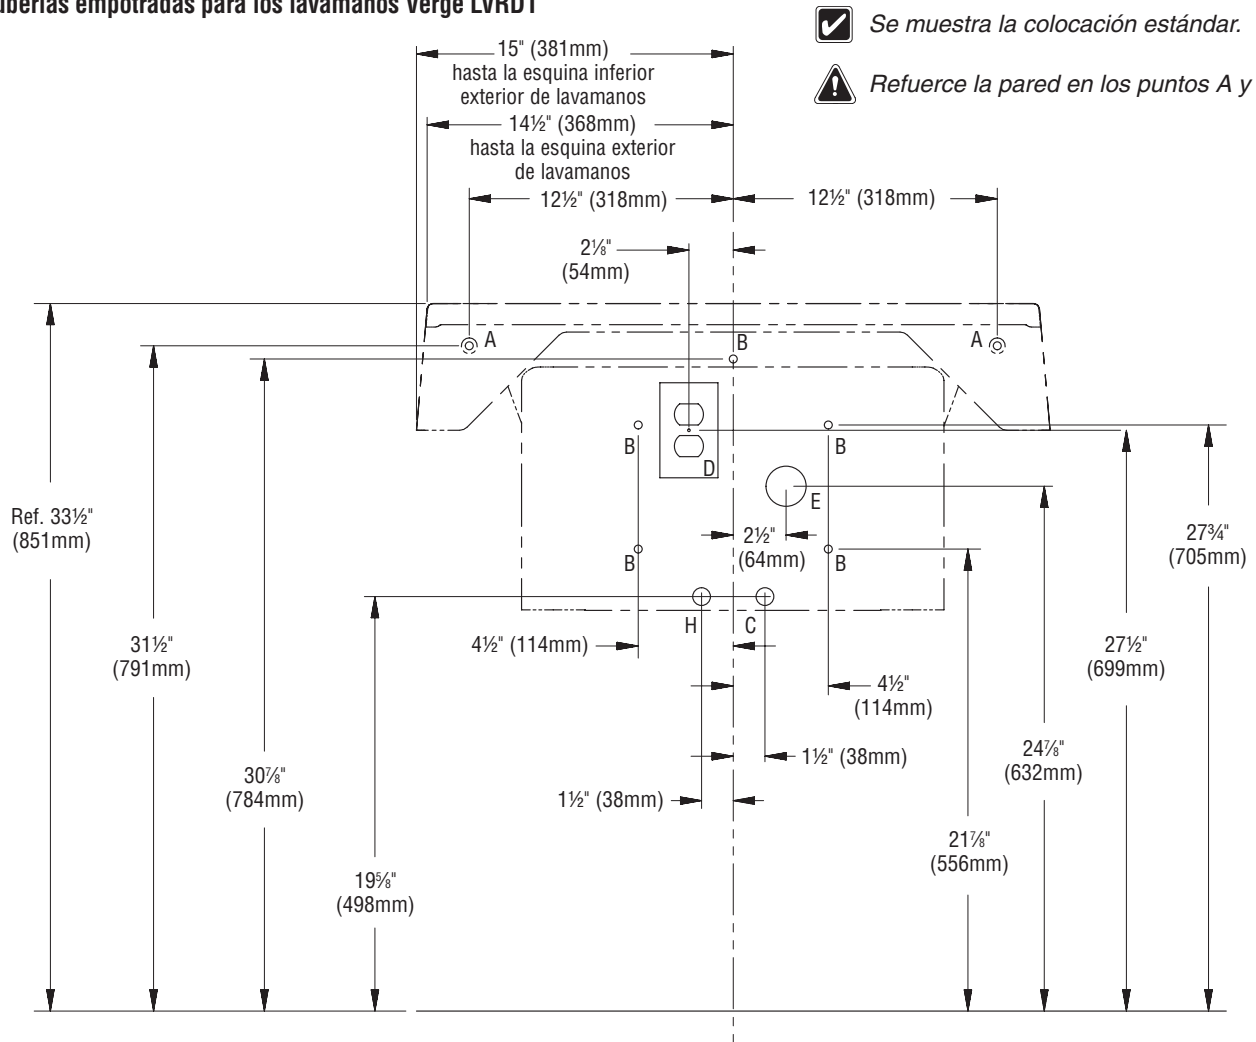 uberías empotradas para los lavamanos Verge LVRD1
Se muestra la colocación estándar.
Refuerce la pared en los puntos A y
15" (381mm)
hasta la esquina inferior
exterior de lavamanos
14½" (368mm)
hasta la esquina exterior
de lavamanos
12½" (318mm)
12½" (318mm)
2⅛"
(54mm)
A
B
A
B
D
B
E
Ref. 33½"
(851mm)
2½"
(64mm)
27¾"
(705mm)
B
B
H
C
31½"
(791mm)
4½" (114mm)
27½"
(699mm)
4½"
(114mm)
24⅞"
(632mm)
1½" (38mm)
30⅞"
(784mm)
1½" (38mm)
21⅞"
(556mm)
19⅝"
(498mm)